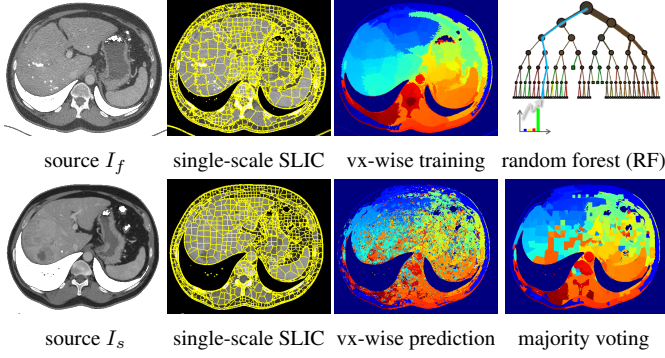 source I_f single-scale SLIC vx-wise training random forest (RF)
source I_s single-scale SLIC vx-wise prediction majority voting